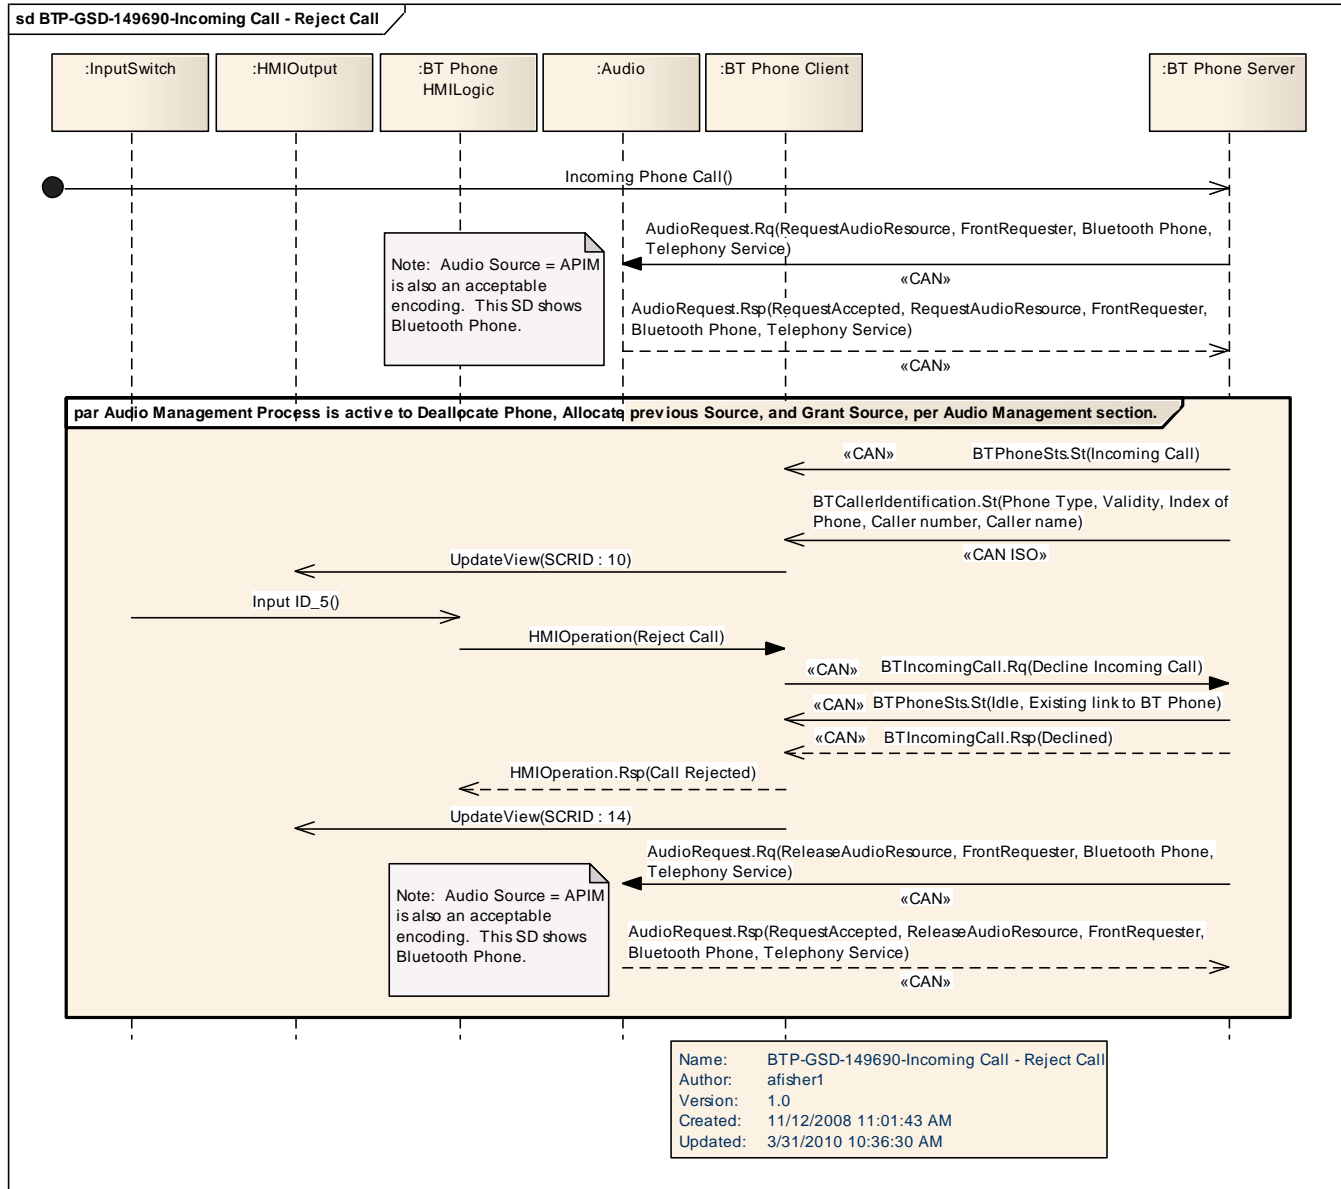 sd BTP-GSD-149690-Incoming Call - Reject Call
:InputSwitch
:HMIOutput
:BT Phone
HMILogic
:Audio
:BT Phone Client
:BT Phone Server
Incoming Phone Call()
AudioRequest.Rq(RequestAudioResource, FrontRequester, Bluetooth Phone,
Telephony Service)
«CAN»
Note: Audio Source = APIM
is also an acceptable
encoding. This SD shows
Bluetooth Phone.
AudioRequest.Rsp(RequestAccepted, RequestAudioResource, FrontRequester,
Bluetooth Phone, Telephony Service)
«CAN»
par Audio Management Process is active to Deallocate Phone, Allocate previous Source, and Grant Source, per Audio Management section.
«CAN» BTPhoneSts.St(Incoming Call)
BTCallerIdentification.St(Phone Type, Validity, Index of
Phone, Caller number, Caller name)
«CAN ISO»
UpdateView(SCRID : 10)
Input ID_5()
HMIOperation(Reject Call)
«CAN» BTIncomingCall.Rq(Decline Incoming Call)
«CAN» BTPhoneSts.St(Idle, Existing link to BT Phone)
«CAN» BTIncomingCall.Rsp(Declined)
HMIOperation.Rsp(Call Rejected)
UpdateView(SCRID : 14)
AudioRequest.Rq(ReleaseAudioResource, FrontRequester, Bluetooth Phone,
Telephony Service)
«CAN»
Note: Audio Source = APIM
is also an acceptable
encoding. This SD shows
Bluetooth Phone.
AudioRequest.Rsp(RequestAccepted, ReleaseAudioResource, FrontRequester,
Bluetooth Phone, Telephony Service)
«CAN»
Name: BTP-GSD-149690-Incoming Call - Reject Call
Author: afisher1
Version: 1.0
Created: 11/12/2008 11:01:43 AM
Updated: 3/31/2010 10:36:30 AM